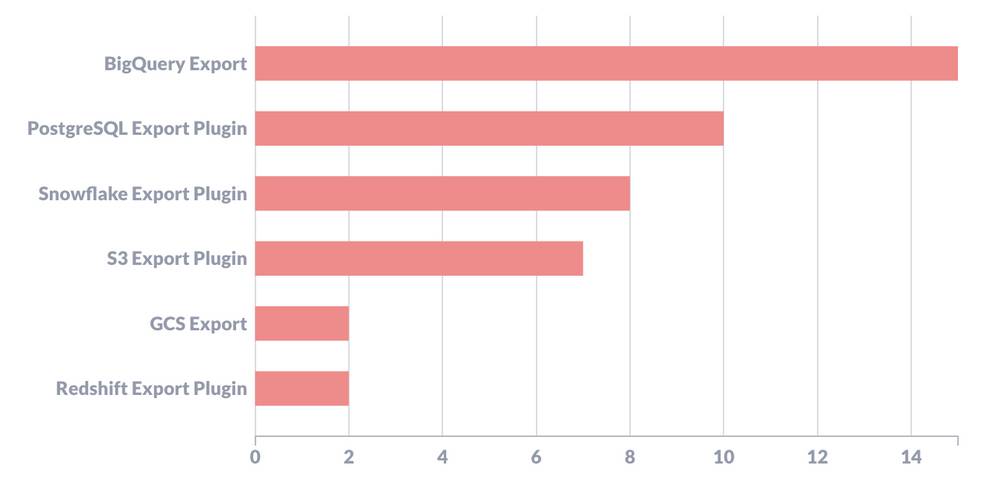 BigQuery Export
PostgreSQL Export Plugin
Snowflake Export Plugin
S3 Export Plugin
GCS Export
Redshift Export Plugin
0 2 4 6 8 10 12 14